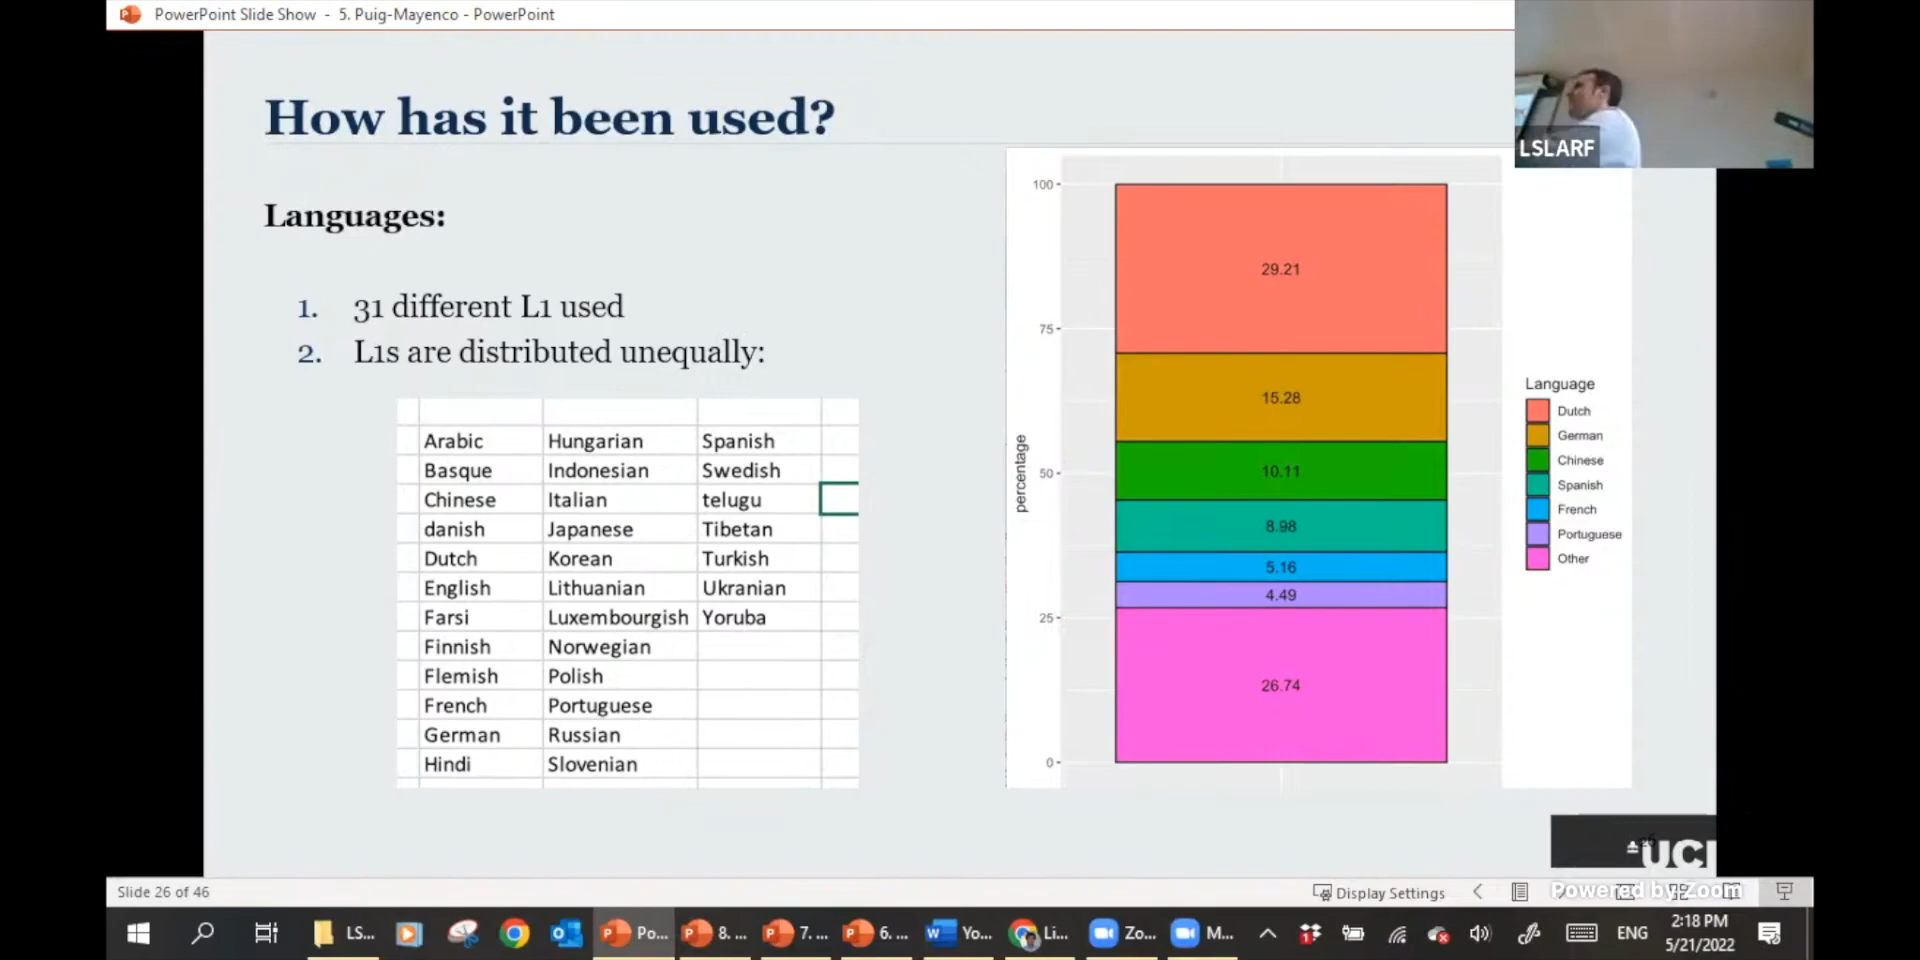 PowerPoint Slide Show - 5. Puig-Mayenco - PowerPoint
LSLARF
How has it been used?
Languages:
1. 31 different L1 used
2. L1s are distributed unequally:
Arabic Hungarian Spanish
Basque Indonesian Swedish
Chinese Italian telugu
danish Japanese Tibetan
Dutch Korean Turkish
English Lithuanian Ukranian
Farsi Luxembourgish Yoruba
Finnish Norwegian
Flemish Polish
French Portuguese
German Russian
Hindi Slovenian
percentage
100
75
50
25
0
29.21
15.28
10.11
8.98
5.16
4.49
26.74
Language
Dutch
German
Chinese
Spanish
French
Portuguese
Other
UCL
Slide 26 of 46
Display Settings
Powered by Zoom
LS... Po... 8. ... 7. ... 6. ... Yo... Li... Zo... M...
ENG
2:18 PM
5/21/2022